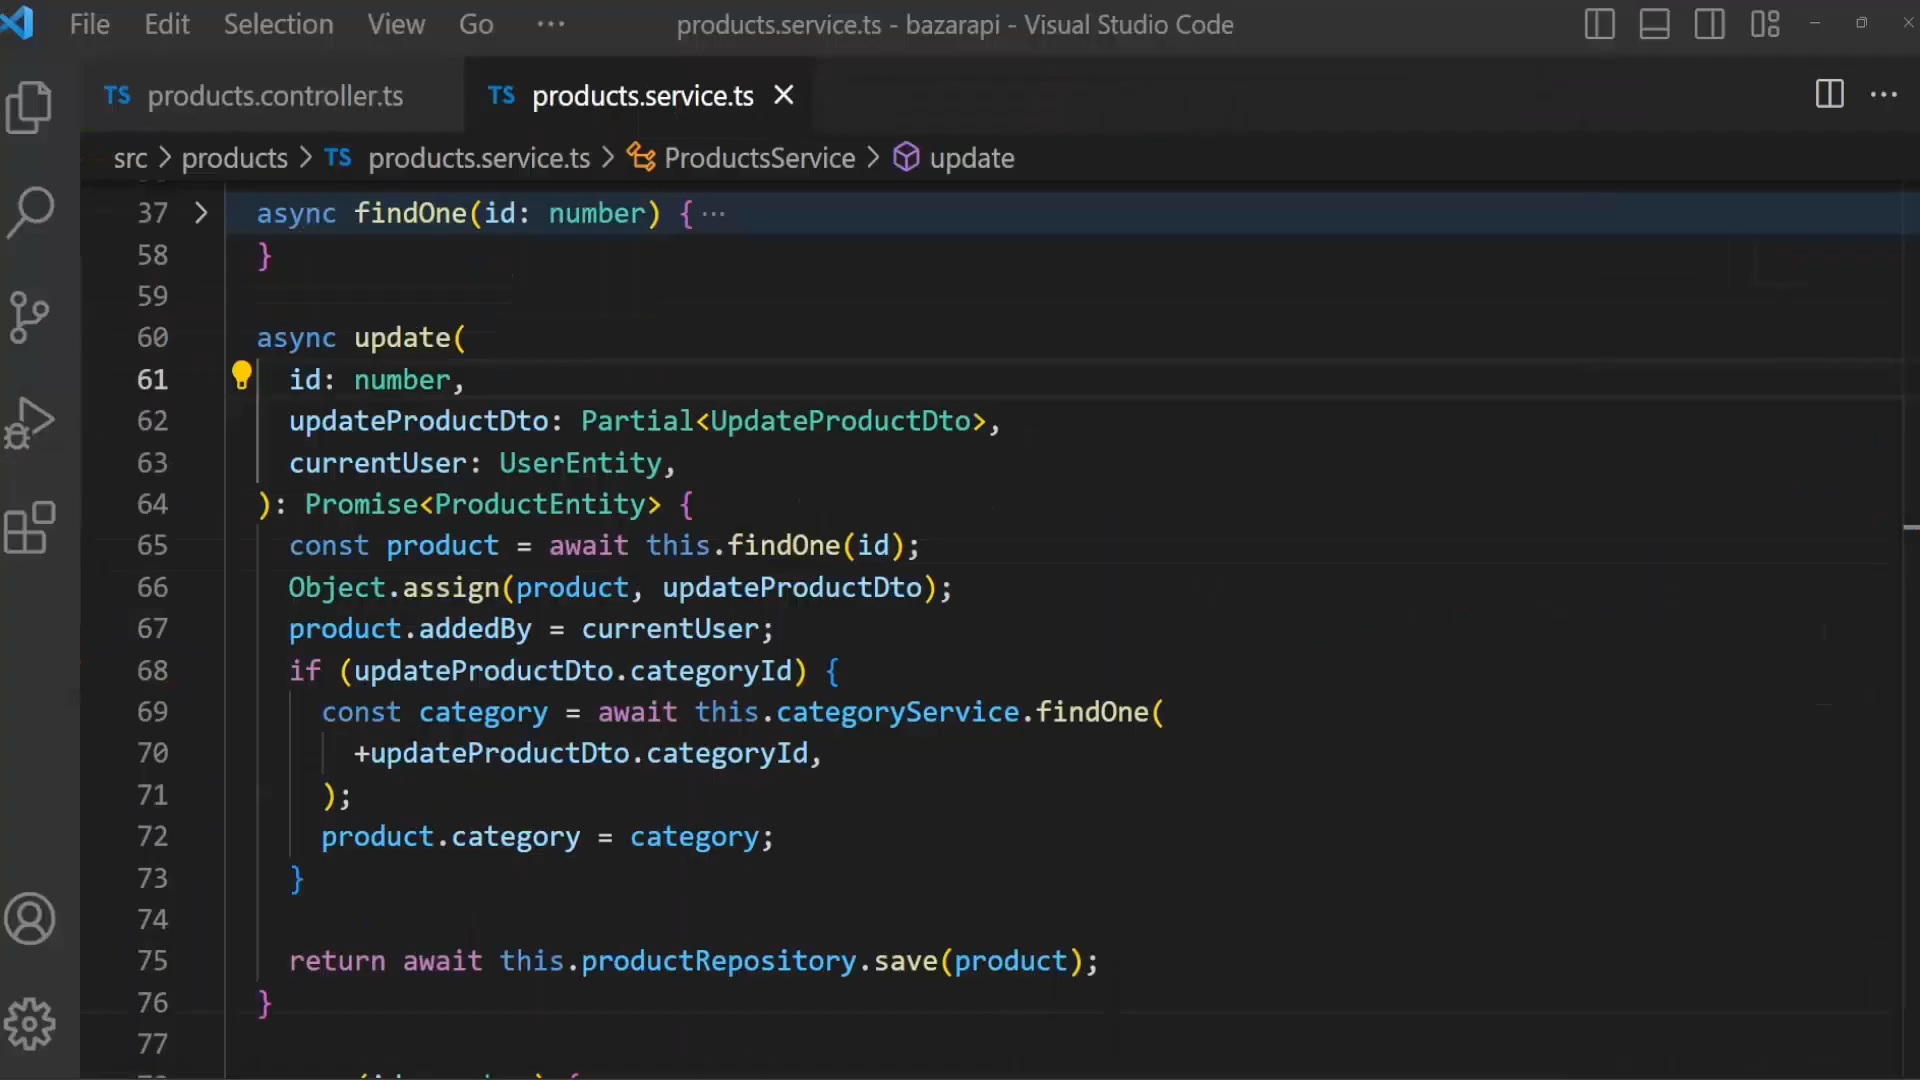 File Edit Selection View Go ··· products.service.ts - bazarapi - Visual Studio Code
TS products.controller.ts TS products.service.ts
src > products > TS products.service.ts > ProductsService > update
37 async findOne(id: number) { ···
58 }
59
60 async update(
61 id: number,
62 updateProductDto: Partial<UpdateProductDto>,
63 currentUser: UserEntity,
64 ): Promise<ProductEntity> {
65 const product = await this.findOne(id);
66 Object.assign(product, updateProductDto);
67 product.addedBy = currentUser;
68 if (updateProductDto.categoryId) {
69 const category = await this.categoryService.findOne(
70 +updateProductDto.categoryId,
71 );
72 product.category = category;
73 }
74
75 return await this.productRepository.save(product);
76 }
77